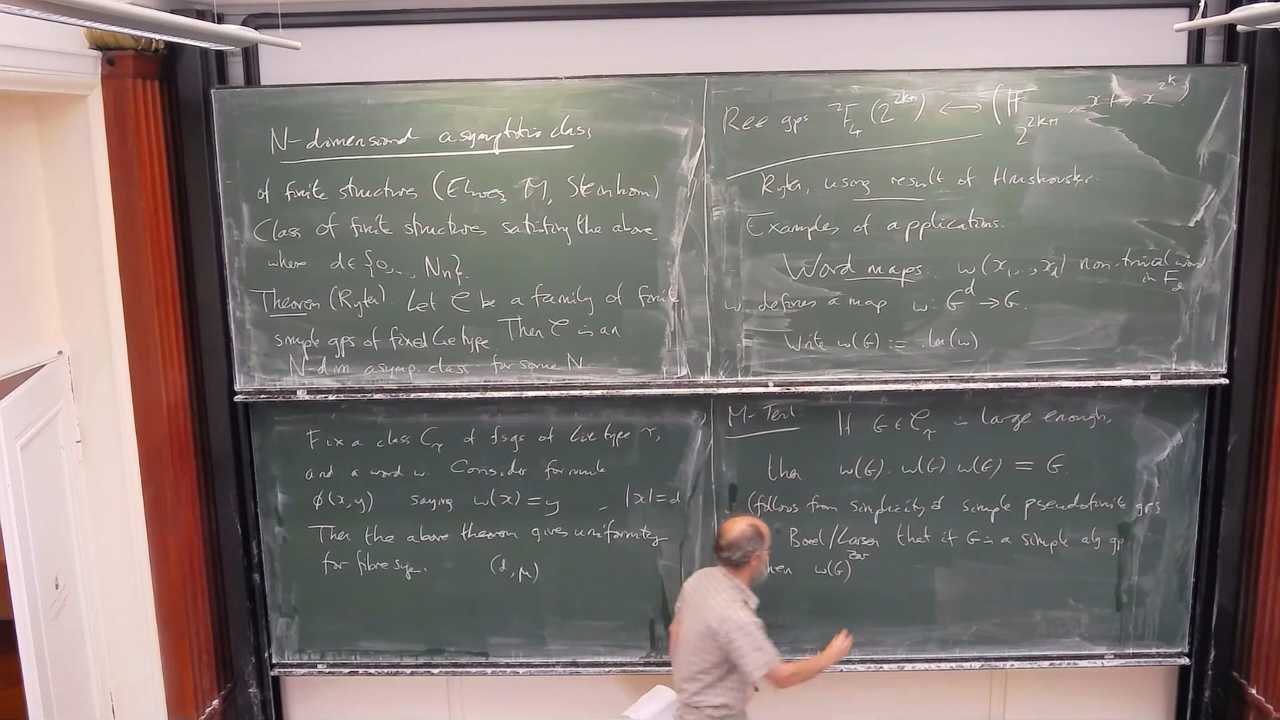 N-dimensional asymptotic class
of finite structures (Elwes, M, Steinhorn)
Class of finite structures satisfying the above,
where d∈{0,..., Nn}.
Theorem (Ryten). Let C be a family of finite
simple gps of fixed Lie type. Then C is an
N-dim asymp. class for some N.
Ree gps ²F₄(2^{2k+1}) ↔ (F_{2^{2k+1}}, x ↦ x^{2^k})
Ryten, using result of Hrushovski.
Examples of applications.
Word maps. w(x₁,..,x_d) non-trivial word
in F_d
w defines a map w: G^d → G.
Write w(G) := Im(w)
Fix a class C_τ of fsgs of Lie type τ,
and a word w. Consider formula
φ(x,y) saying w(x)=y, |x|=d
Then the above theorem gives uniformity
for fibre size. (d,μ)
M-Tent If G∈C_τ is large enough,
then w(G).w(G).w(G) = G.
(follows from simplicity of simple pseudofinite gps
Borel/Larsen that if G is a simple alg gp
then w(G)^{Zar}